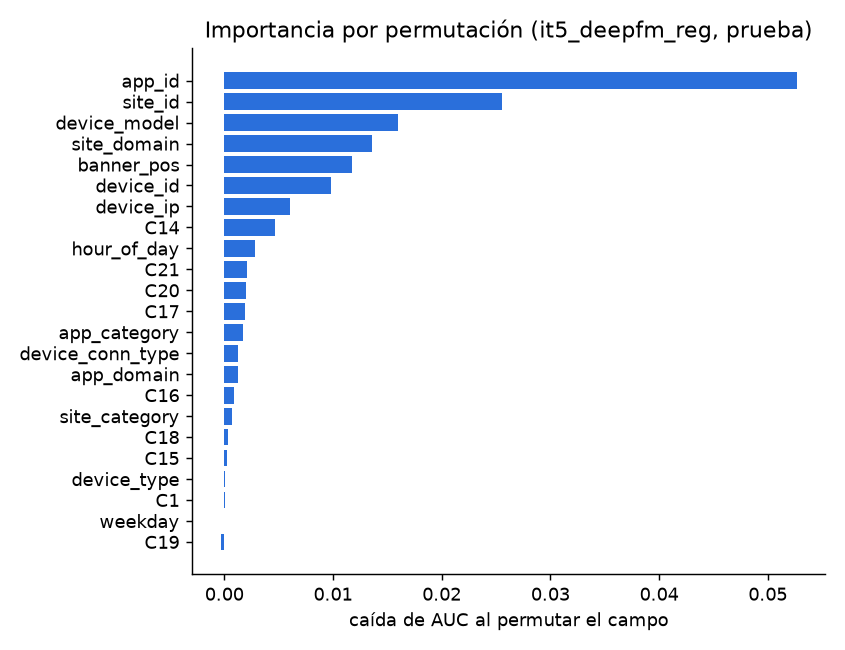 Importancia por permutación (it5_deepfm_reg, prueba)
app_id
site_id
device_model
site_domain
banner_pos
device_id
device_ip
C14
hour_of_day
C21
C20
C17
app_category
device_conn_type
app_domain
C16
site_category
C18
C15
device_type
C1
weekday
C19
0.00 0.01 0.02 0.03 0.04 0.05
caída de AUC al permutar el campo